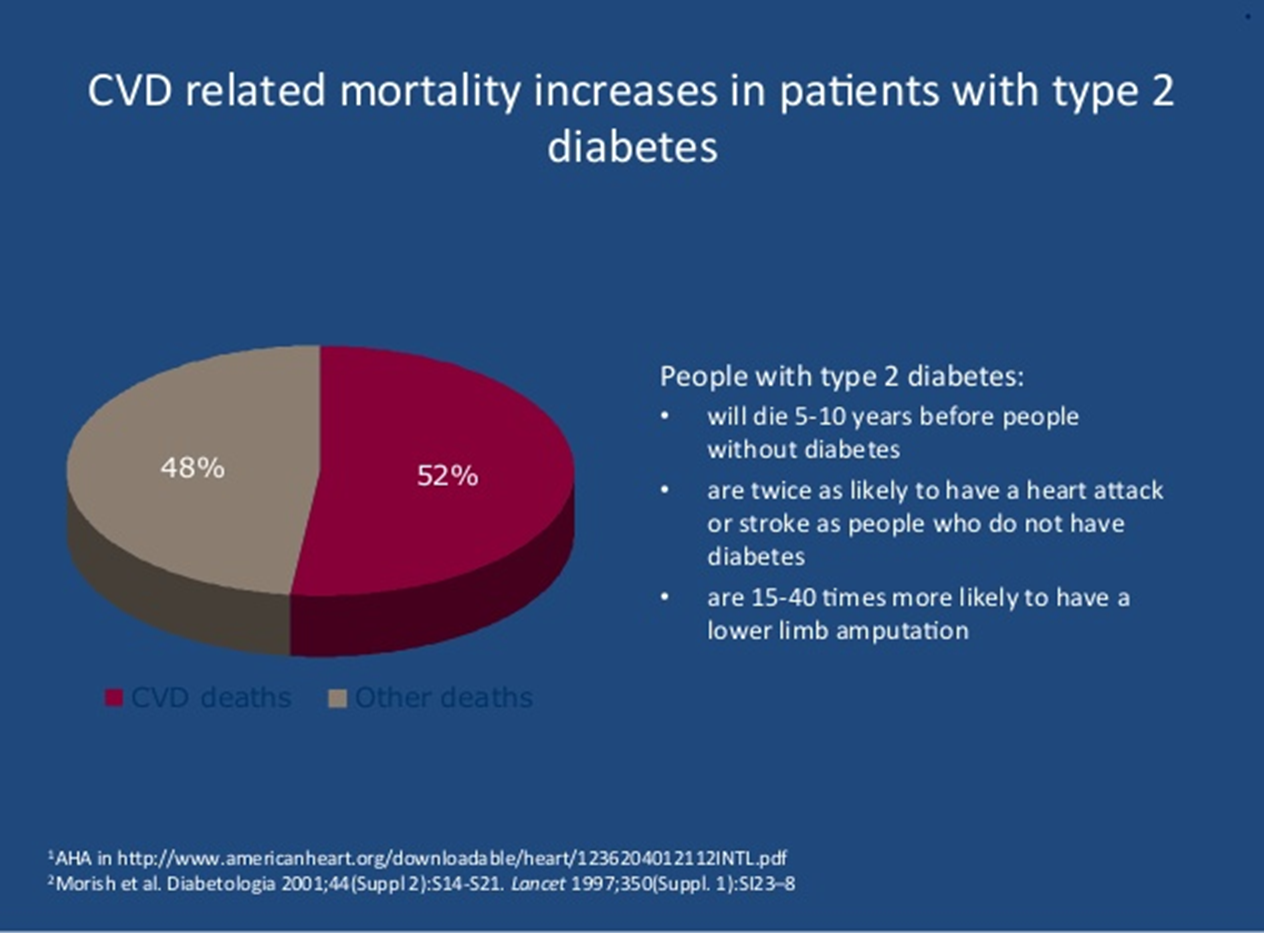 CVD related mortality increases in patients with type 2
diabetes
48%
52%
CVD deaths
Other deaths
People with type 2 diabetes:
• will die 5-10 years before people
without diabetes
• are twice as likely to have a heart attack
or stroke as people who do not have
diabetes
• are 15-40 times more likely to have a
lower limb amputation
¹AHA in http://www.americanheart.org/downloadable/heart/1236204012112INTL.pdf
²Morish et al. Diabetologia 2001;44(Suppl 2):S14-S21. Lancet 1997;350(Suppl. 1):SI23–8